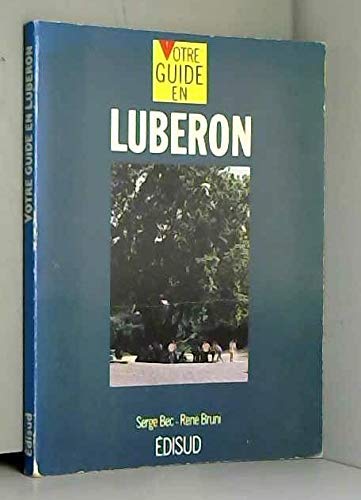 VOTRE
GUIDE
EN
LUBERON
Serge Bec - René Bruni
ÉDISUD
VOTRE GUIDE EN LUBERON
Édisud